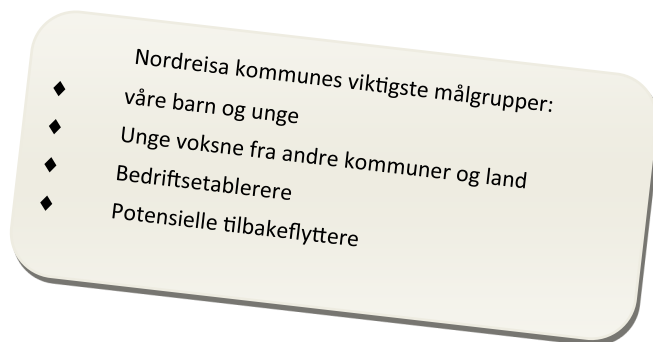 Nordreisa kommunes viktigste målgrupper:
♦ våre barn og unge
♦ Unge voksne fra andre kommuner og land
♦ Bedriftsetablerere
♦ Potensielle tilbakeflyttere